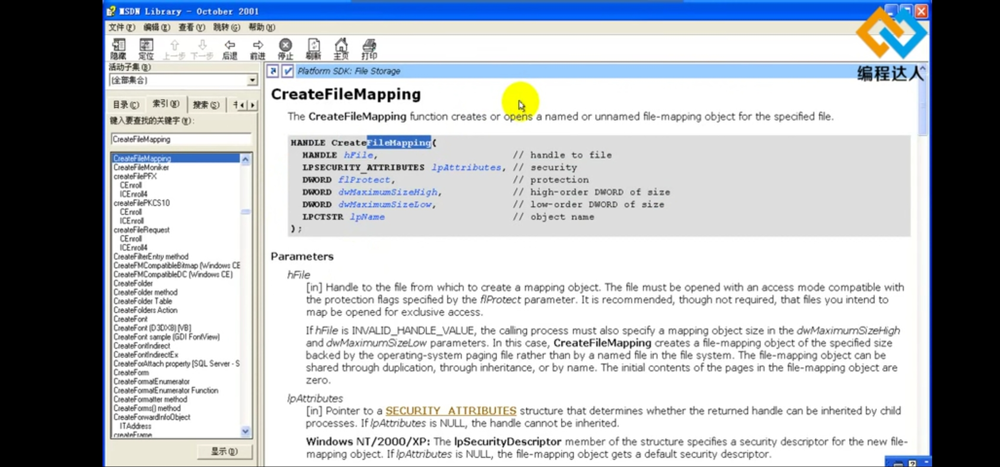 MSDN Library - October 2001
文件(F) 编辑(E) 查看(V) 跳转(G) 帮助(H)
隐藏 定位 上一步 下一步 后退 前进 停止 刷新 主页 打印
编程达人
活动子集(B)
(全部集合)
目录(C) 索引(N) 搜索(S)
键入要查找的关键字(W):
CreateFileMapping
CreateFileMapping
CreateFileMoniker
createFilePFX
CEnroll
ICEnroll4
createFilePKCS10
CEnroll
ICEnroll
createFileRequest
CEnroll
ICEnroll4
CreateFilterEntry method
CreateFMCompatibleBitmap (Windows CE
CreateFMCompatibleDC (Windows CE)
CreateFolder
CreateFolder method
CreateFolder Table
CreateFolders Action
CreateFont
CreateFont (D3DX8) [VB]
CreateFont sample (GDI FontView)
CreateFontIndirect
CreateFontIndirectEx
CreateForAttach property (SQL Server - S
CreateForm
CreateFormatEnumerator
CreateFormatEnumerator Function
CreateFormatter method
CreateForms() method
CreateForwardInfoObject
ITAddress
createFrame
显示(D)
Platform SDK: File Storage
CreateFileMapping
The CreateFileMapping function creates or opens a named or unnamed file-mapping object for the specified file.
HANDLE CreateFileMapping(
HANDLE hFile, // handle to file
LPSECURITY_ATTRIBUTES lpAttributes, // security
DWORD flProtect, // protection
DWORD dwMaximumSizeHigh, // high-order DWORD of size
DWORD dwMaximumSizeLow, // low-order DWORD of size
LPCTSTR lpName // object name
);
Parameters
hFile
[in] Handle to the file from which to create a mapping object. The file must be opened with an access mode compatible with
the protection flags specified by the flProtect parameter. It is recommended, though not required, that files you intend to
map be opened for exclusive access.
If hFile is INVALID_HANDLE_VALUE, the calling process must also specify a mapping object size in the dwMaximumSizeHigh
and dwMaximumSizeLow parameters. In this case, CreateFileMapping creates a file-mapping object of the specified size
backed by the operating-system paging file rather than by a named file in the file system. The file-mapping object can be
shared through duplication, through inheritance, or by name. The initial contents of the pages in the file-mapping object are
zero.
lpAttributes
[in] Pointer to a SECURITY_ATTRIBUTES structure that determines whether the returned handle can be inherited by child
processes. If lpAttributes is NULL, the handle cannot be inherited.
Windows NT/2000/XP: The lpSecurityDescriptor member of the structure specifies a security descriptor for the new file-
mapping object. If lpAttributes is NULL, the file-mapping object gets a default security descriptor.